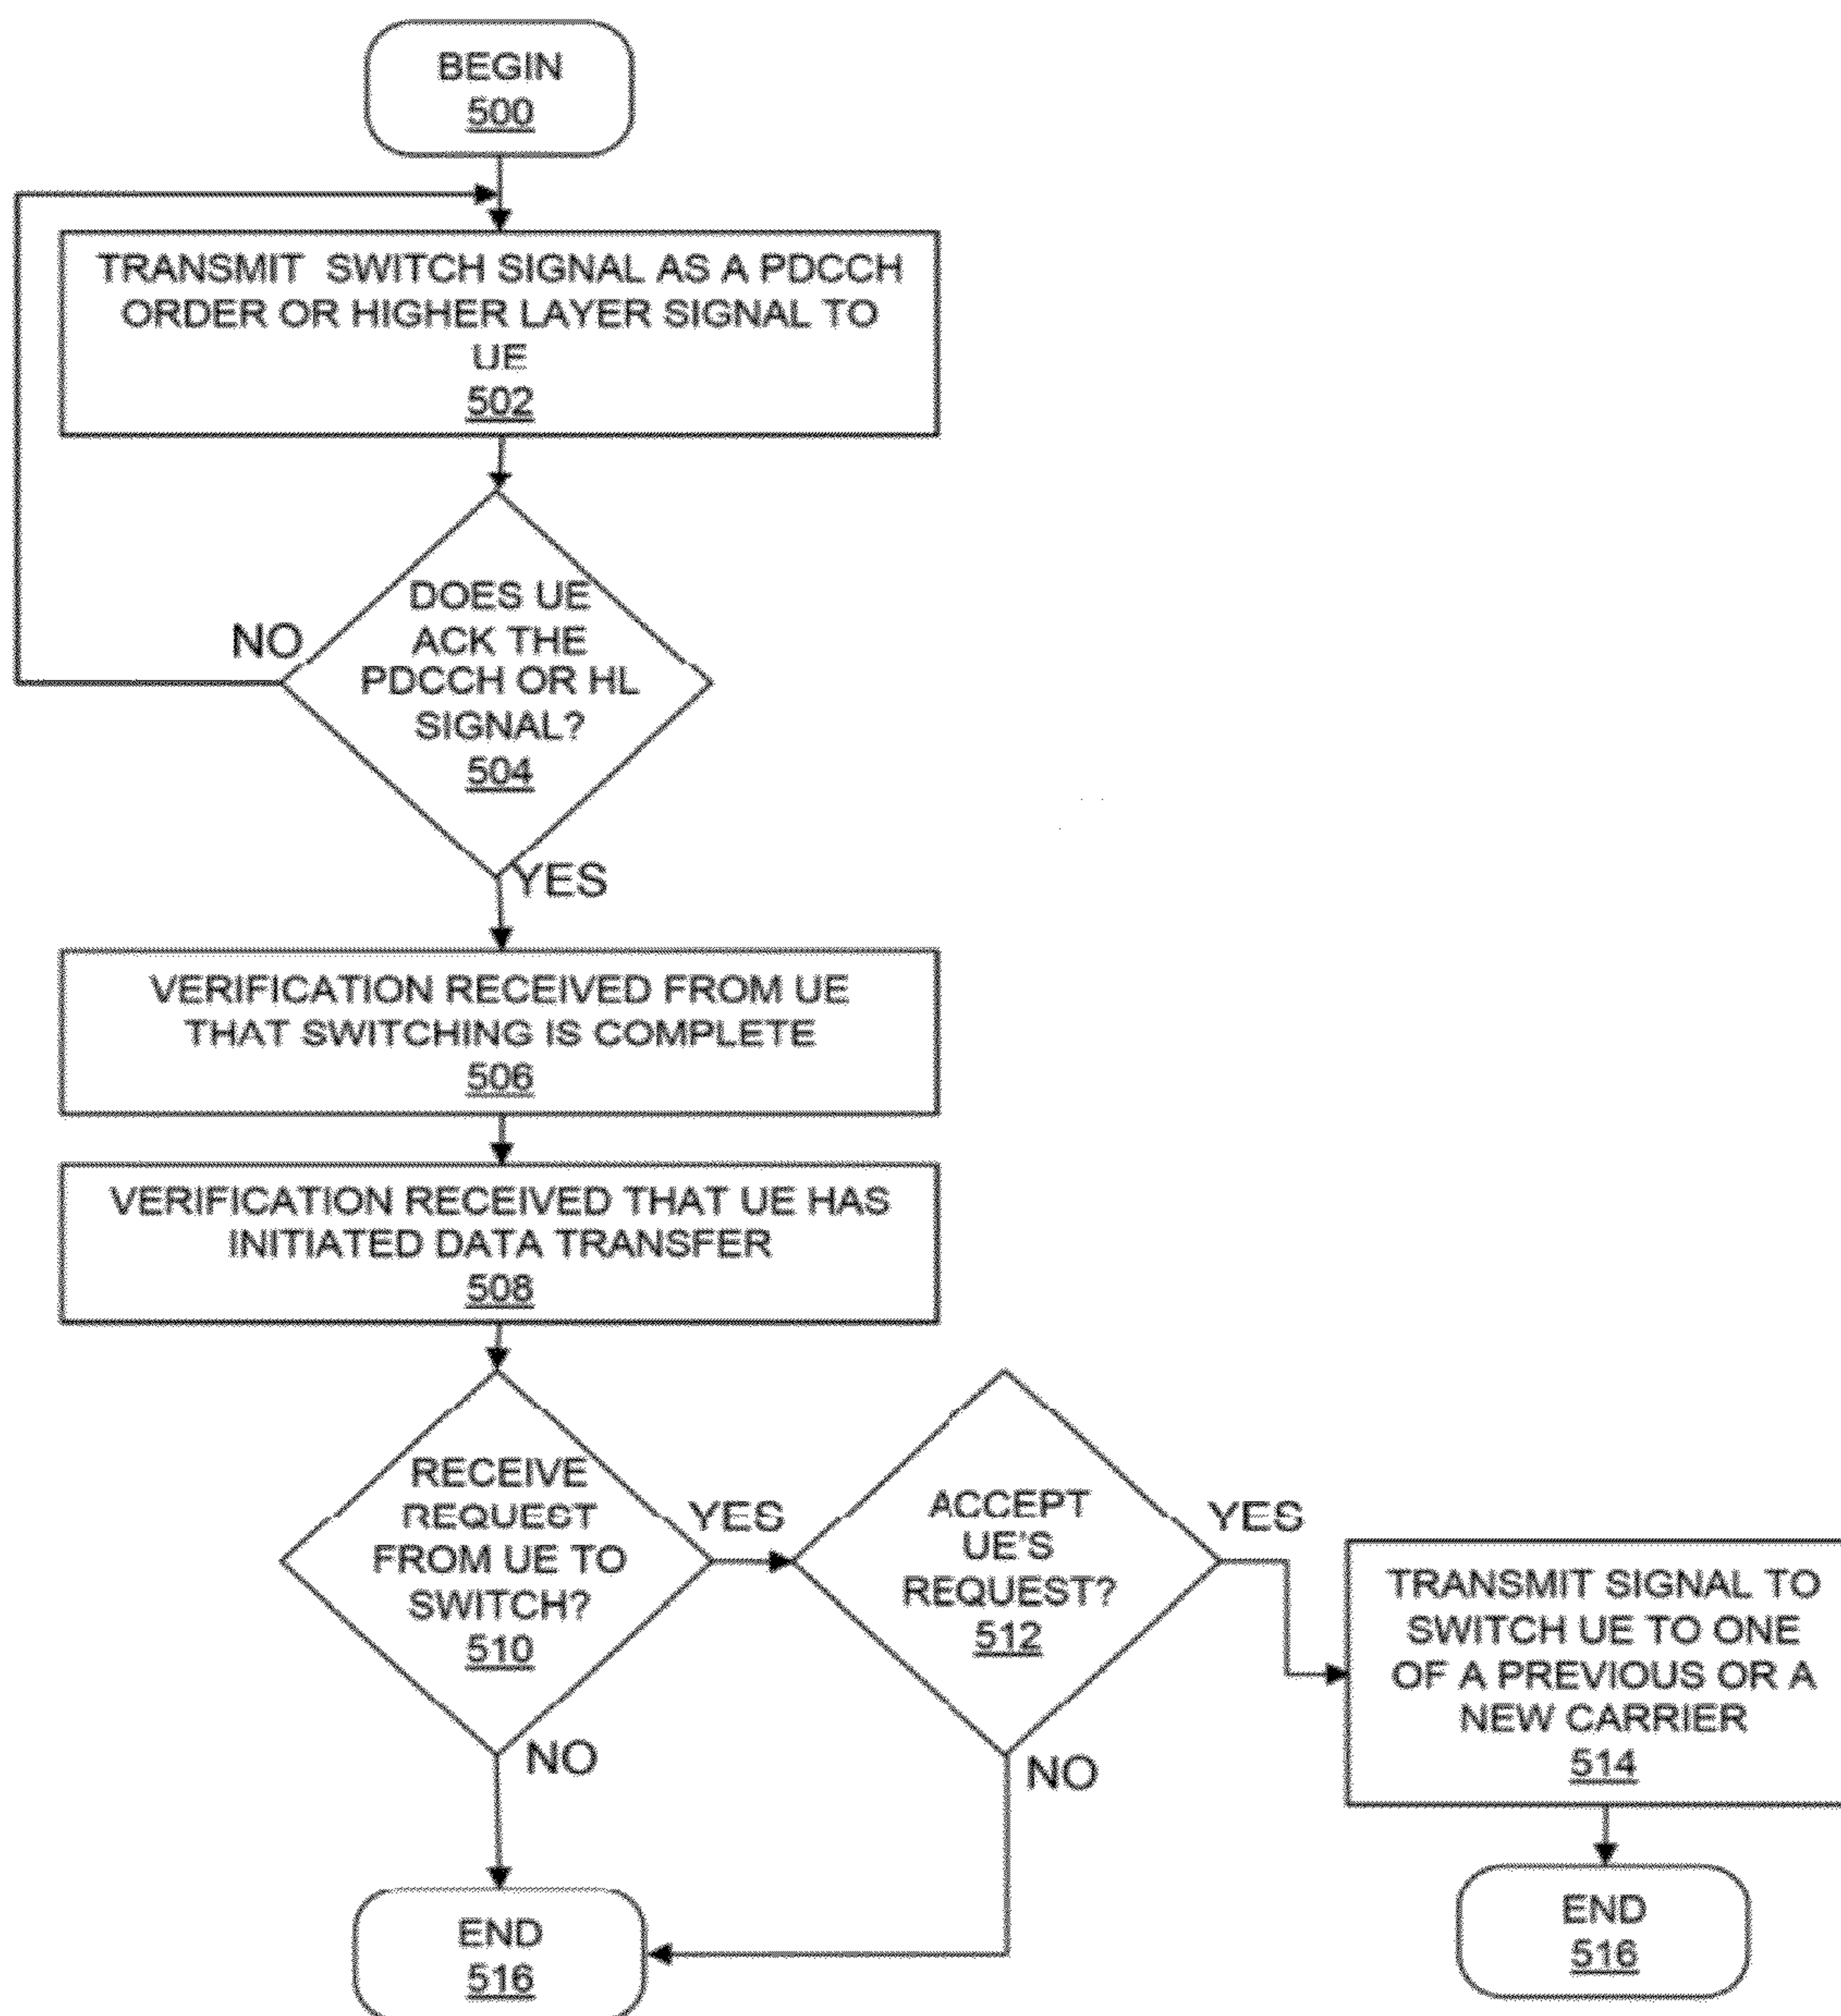 BEGIN
500
TRANSMIT SWITCH SIGNAL AS A PDCCH
ORDER OR HIGHER LAYER SIGNAL TO
UE
502
DOES UE
ACK THE
PDCCH OR HL
SIGNAL?
504
NO
YES
VERIFICATION RECEIVED FROM UE
THAT SWITCHING IS COMPLETE
506
VERIFICATION RECEIVED THAT UE HAS
INITIATED DATA TRANSFER
508
RECEIVE
REQUEST
FROM UE TO
SWITCH?
510
YES
NO
ACCEPT
UE'S
REQUEST?
512
YES
NO
TRANSMIT SIGNAL TO
SWITCH UE TO ONE
OF A PREVIOUS OR A
NEW CARRIER
514
END
516
END
516